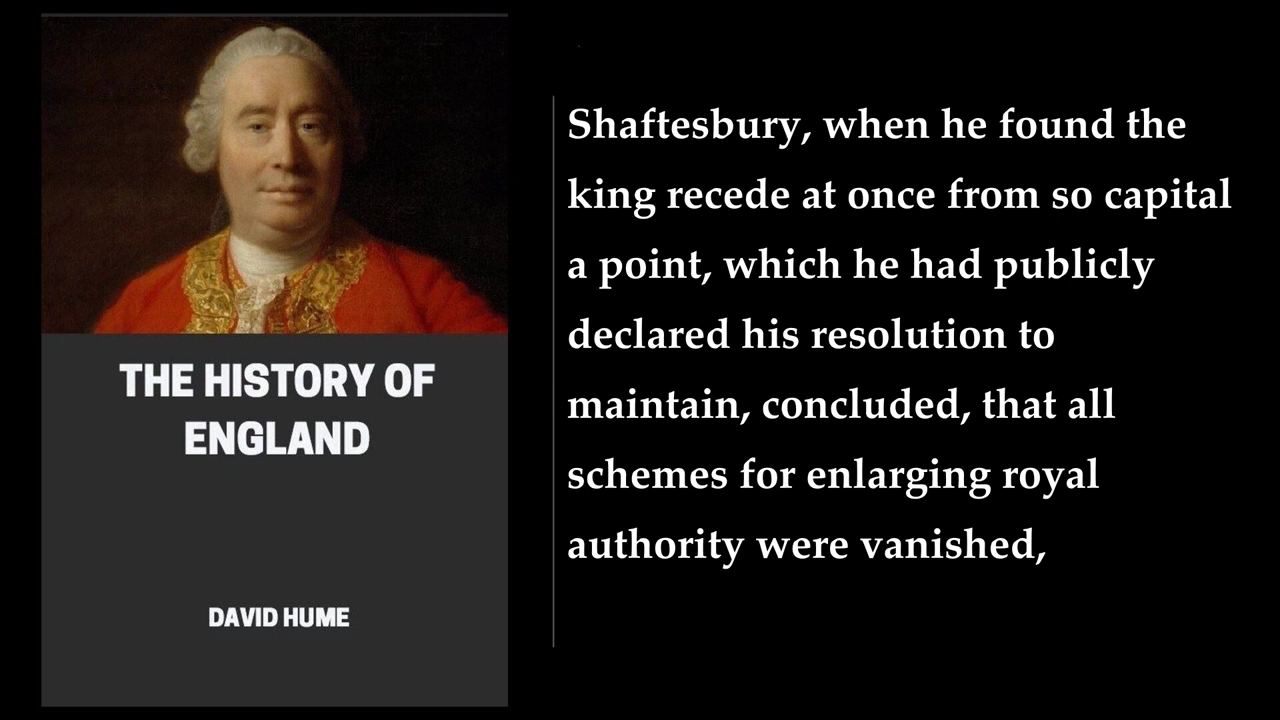 THE HISTORY OF
ENGLAND
DAVID HUME
Shaftesbury, when he found the
king recede at once from so capital
a point, which he had publicly
declared his resolution to
maintain, concluded, that all
schemes for enlarging royal
authority were vanished,